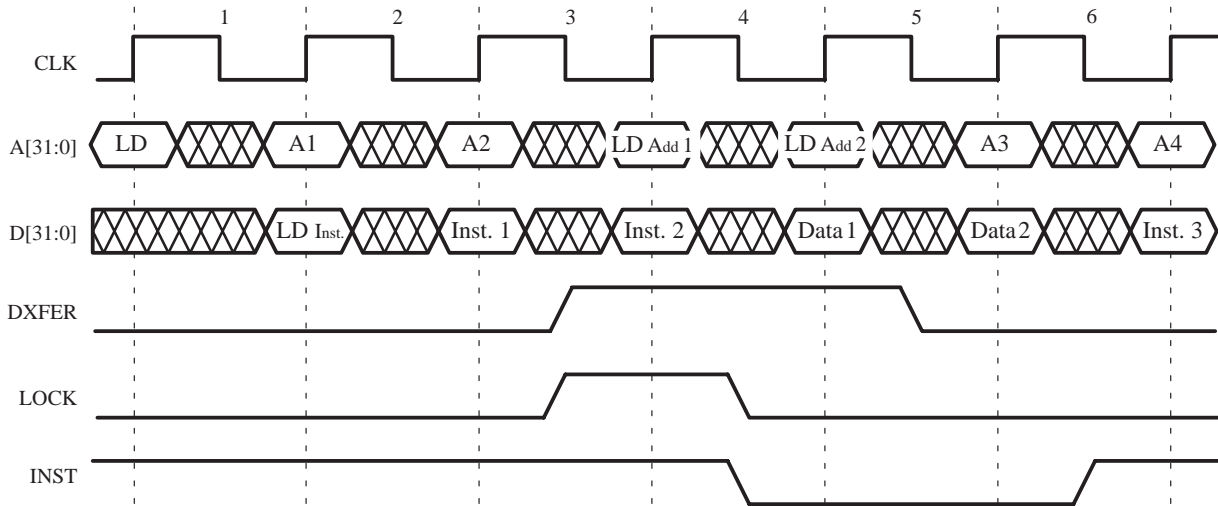 1 2 3 4 5 6
CLK
A[31:0] LD A1 A2 LD Add 1 LD Add 2 A3 A4
D[31:0] LD Inst. Inst. 1 Inst. 2 Data 1 Data 2 Inst. 3
DXFER
LOCK
INST